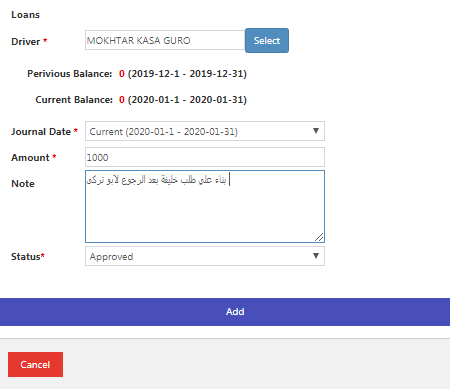 Loans
Driver * MOKHTAR KASA GURO Select
Perivious Balance: 0 (2019-12-1 - 2019-12-31)
Current Balance: 0 (2020-01-1 - 2020-01-31)
Journal Date * Current (2020-01-1 - 2020-01-31)
Amount * 1000
Note بناء علي طلب خليفة بعد الرجوع لابو تركي
Status* Approved
Add
Cancel